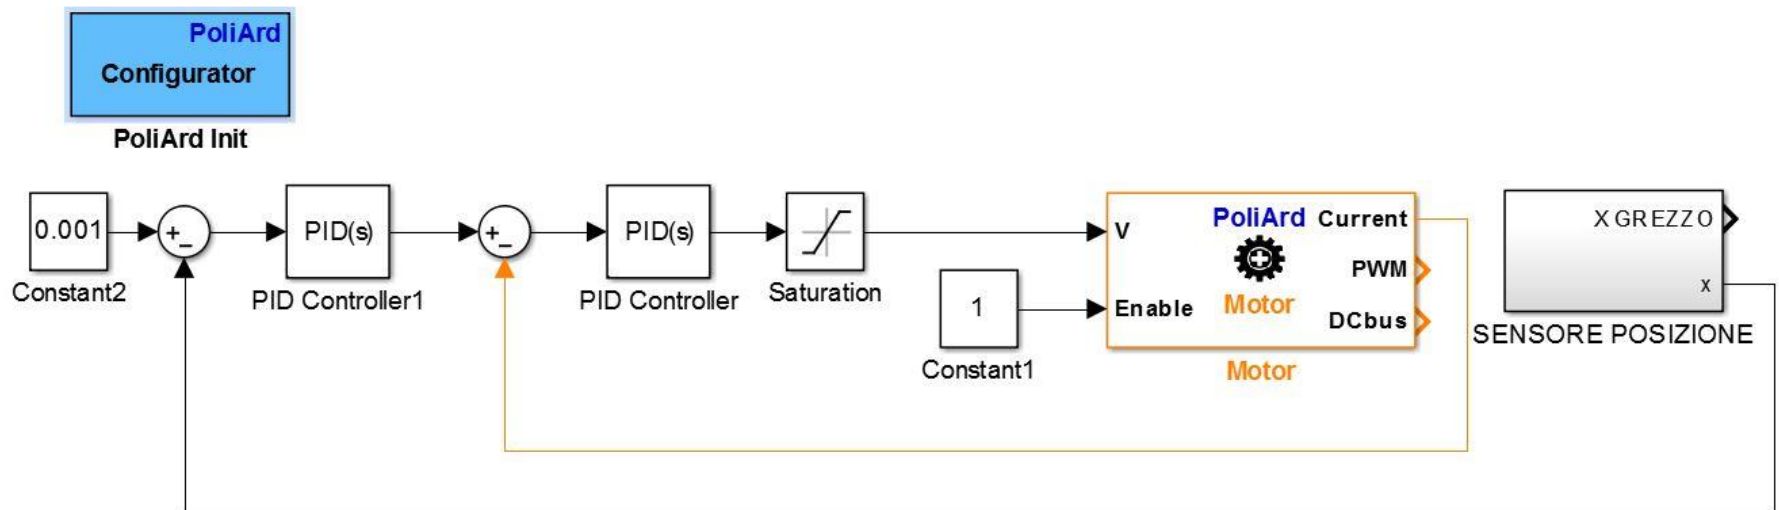 PoliArd
Configurator
PoliArd Init
0.001
Constant2
+
-
PID(s)
PID Controller1
+
-
PID(s)
PID Controller
Saturation
1
Constant1
V
Enable
PoliArd
Motor
Current
PWM
DCbus
Motor
X GREZZO
x
SENSORE POSIZIONE